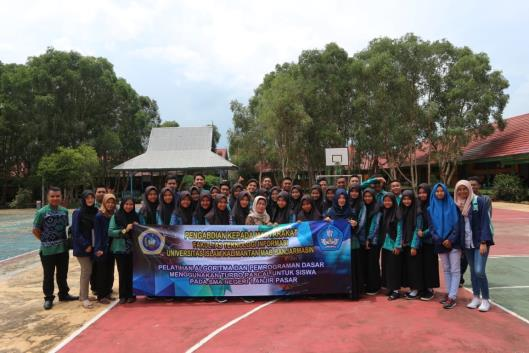 PENGABDIAN KEPADA MASYARAKAT
FAKULTAS TEKNOLOGI INFORMASI
UNIVERSITAS ISLAM KALIMANTAN MAB BANJARMASIN
PELATIHAN ALGORITMA DAN PEMROGRAMAN DASAR
MENGGUNAKAN TURBO PASCAL UNTUK SISWA
PADA SMA NEGERI 1 ANJIR PASAR